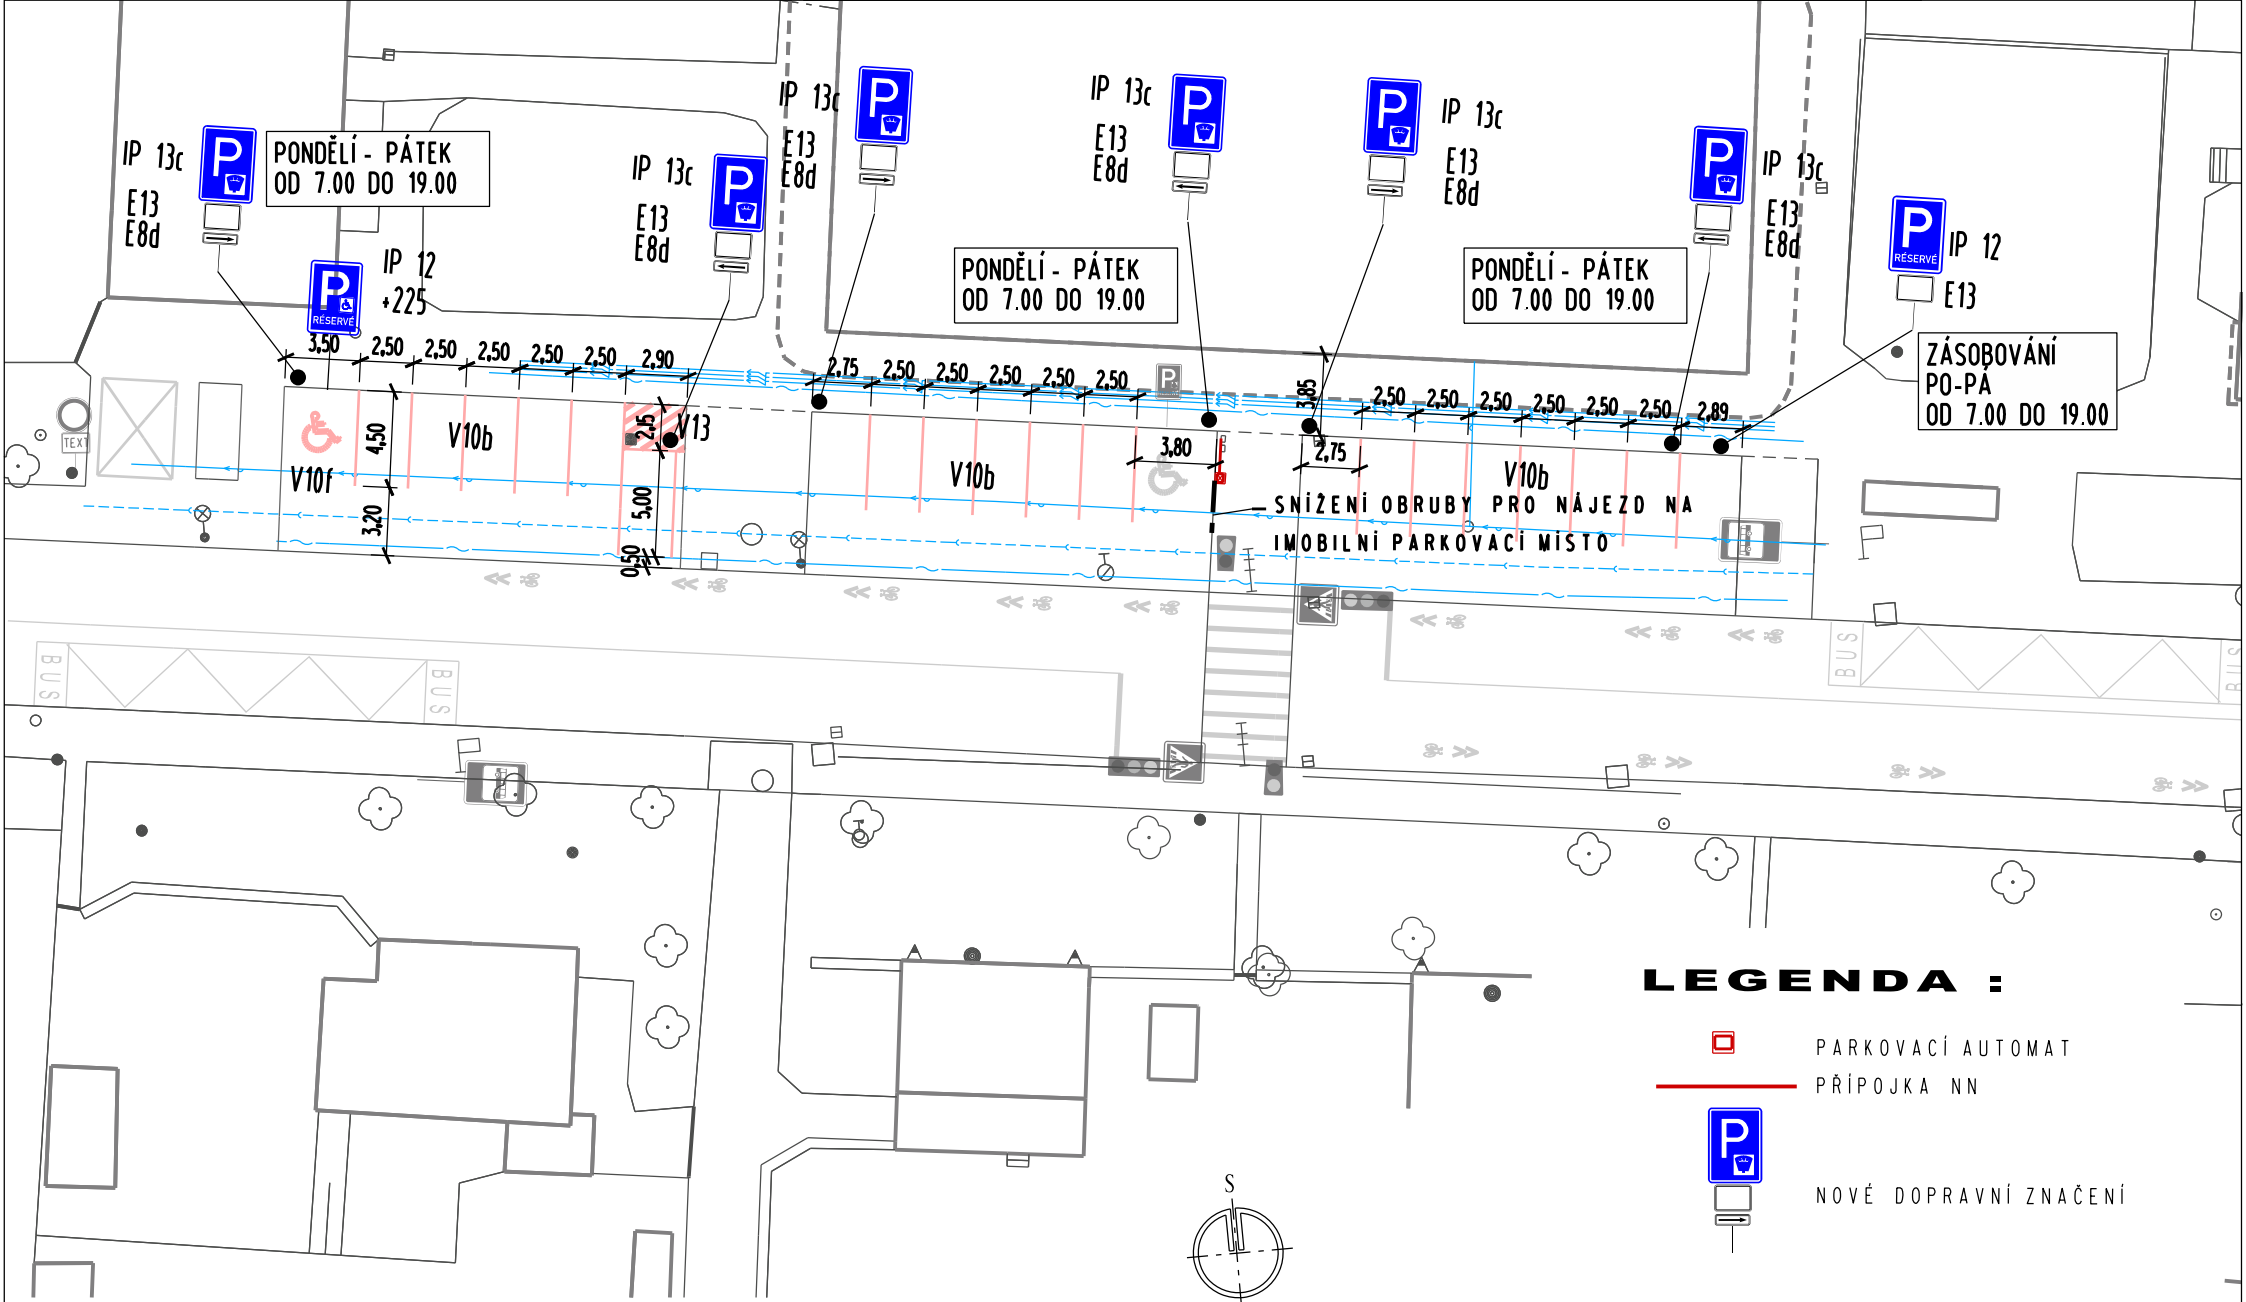 IP 13c
E13
E8d
P
PONDĚLÍ - PÁTEK
OD 7.00 DO 19.00
P
RÉSERVÉ
IP 12
+225
IP 13c
E13
E8d
P
IP 13c
E13
E8d
P
IP 13c
E13
E8d
P
PONDĚLÍ - PÁTEK
OD 7.00 DO 19.00
P
IP 13c
E13
E8d
PONDĚLÍ - PÁTEK
OD 7.00 DO 19.00
P
IP 13c
E13
E8d
P
RÉSERVÉ
IP 12
E13
ZÁSOBOVÁNÍ
PO-PÁ
OD 7.00 DO 19.00
3,50 2,50 2,50 2,50 2,50 2,50 2,90
2,75 2,50 2,50 2,50 2,50 2,50
P
3,85
2,50 2,50 2,50 2,50 2,50 2,50 2,89
TEXT
V10f
4,50
3,20
V10b
2,15
V13
5,00
0,50
V10b
3,80
2,75
V10b
SNÍŽENÍ OBRUBY PRO NÁJEZD NA
IMOBILNÍ PARKOVACÍ MÍSTO
BUS
BUS
BUS
BUS
LEGENDA :
PARKOVACÍ AUTOMAT
PŘÍPOJKA NN
P
NOVÉ DOPRAVNÍ ZNAČENÍ
S